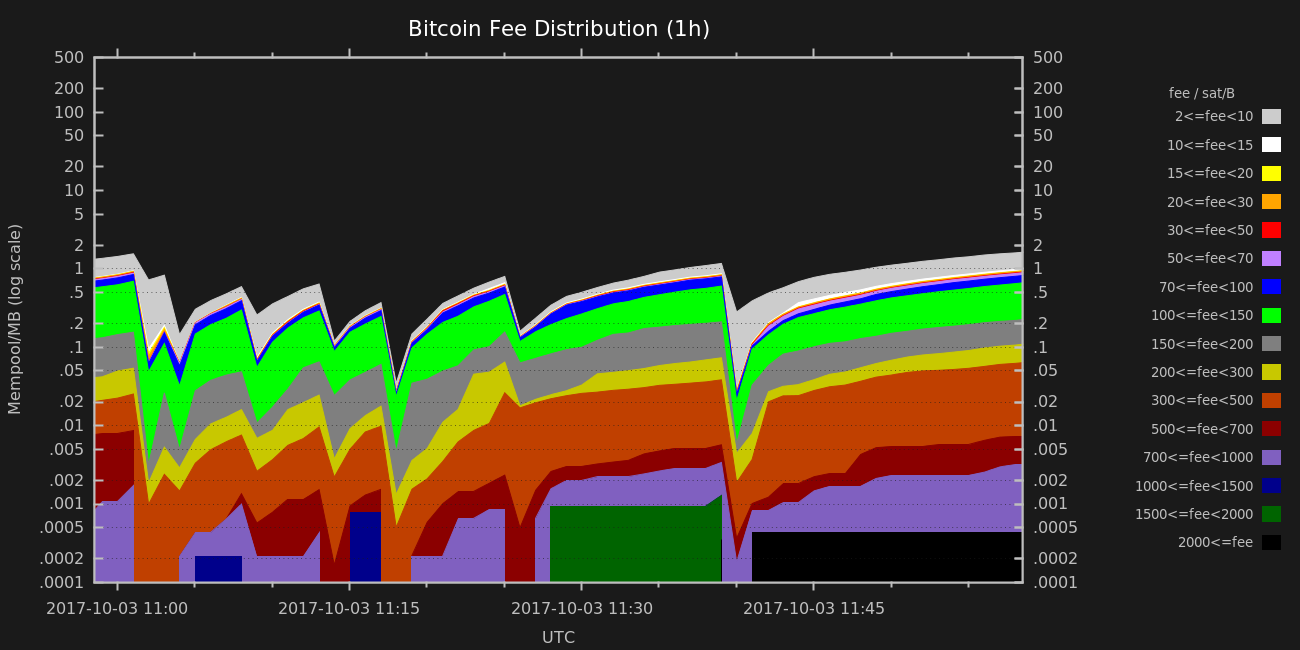 Bitcoin Fee Distribution (1h)
Mempool/MB (log scale)
500
200
100
50
20
10
5
2
1
.5
.2
.1
.05
.02
.01
.005
.002
.001
.0005
.0002
.0001
500
200
100
50
20
10
5
2
1
.5
.2
.1
.05
.02
.01
.005
.002
.001
.0005
.0002
.0001
2017-10-03 11:00
2017-10-03 11:15
2017-10-03 11:30
2017-10-03 11:45
UTC
fee / sat/B
2<=fee<10
10<=fee<15
15<=fee<20
20<=fee<30
30<=fee<50
50<=fee<70
70<=fee<100
100<=fee<150
150<=fee<200
200<=fee<300
300<=fee<500
500<=fee<700
700<=fee<1000
1000<=fee<1500
1500<=fee<2000
2000<=fee